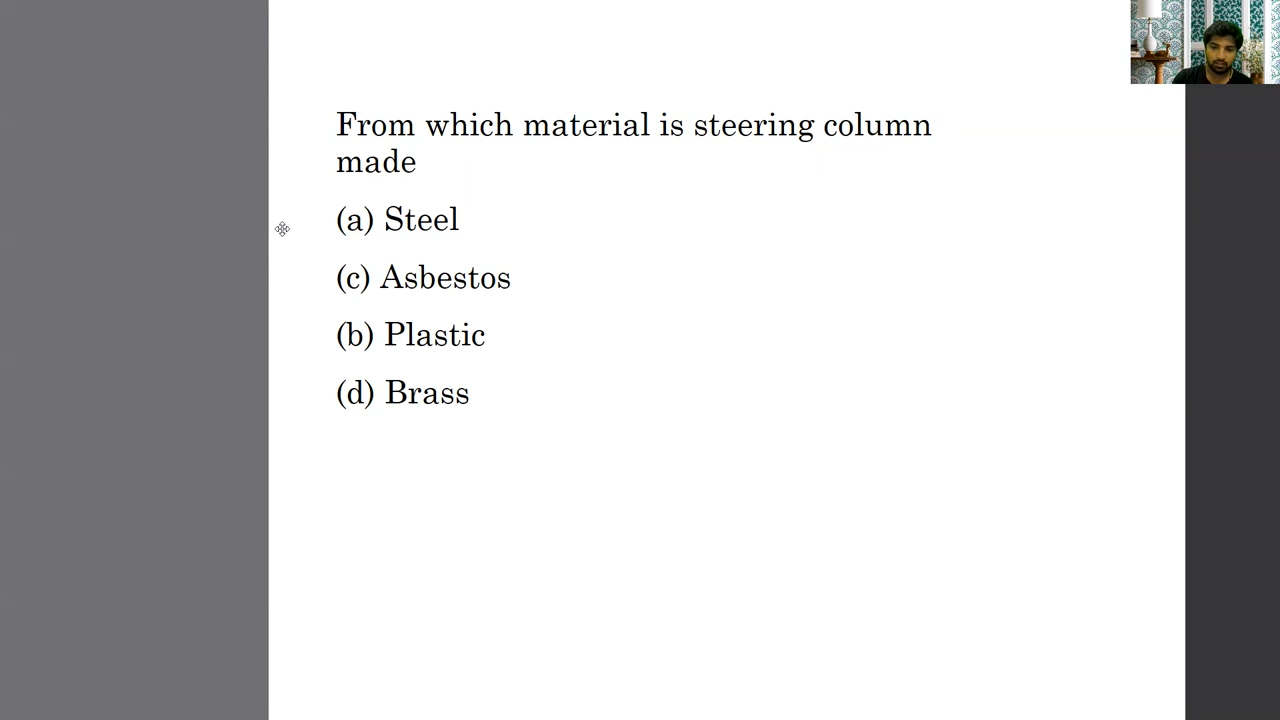 From which material is steering column
made
(a) Steel
(c) Asbestos
(b) Plastic
(d) Brass